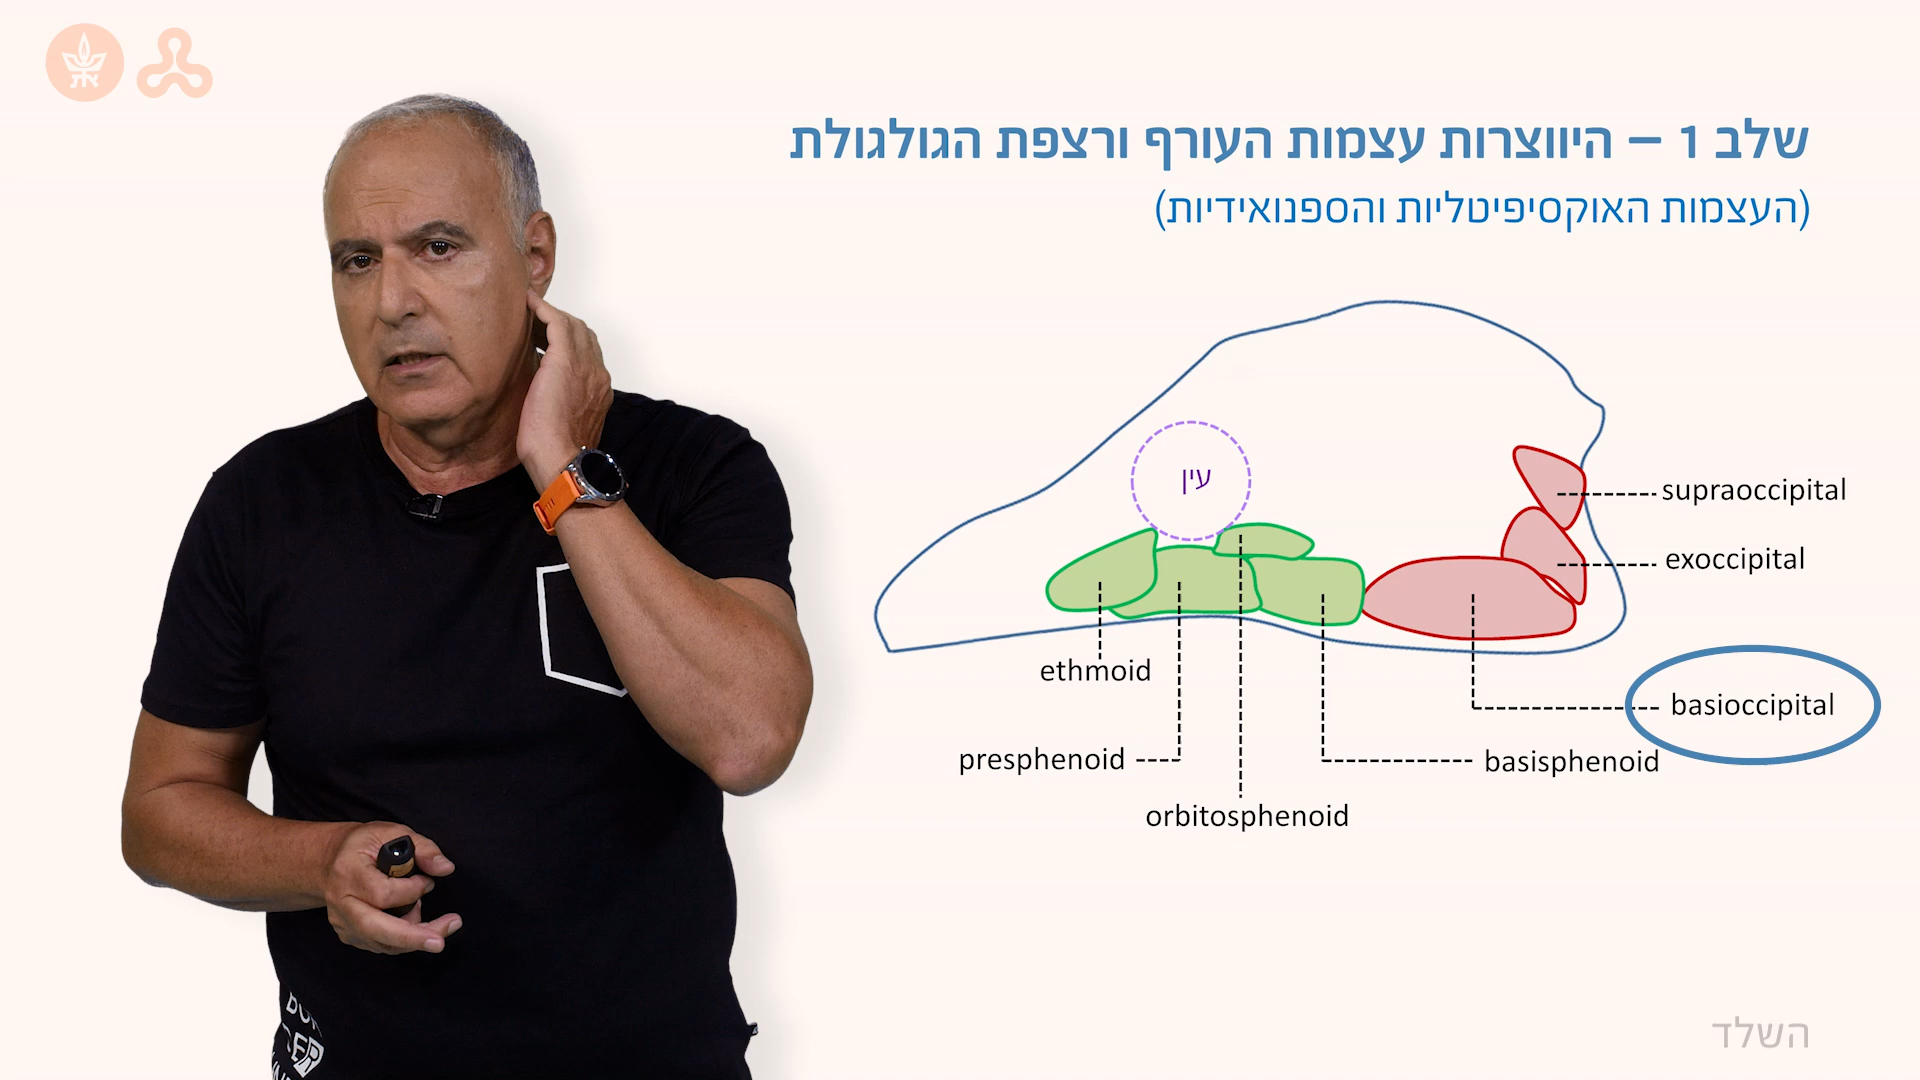 שלב 1 – היווצרות עצמות העורף ורצפת הגולגולת
(העצמות האוקסיפיטליות והספנואידיות)
עין
supraoccipital
exoccipital
ethmoid
basioccipital
presphenoid
basisphenoid
orbitosphenoid
השלד